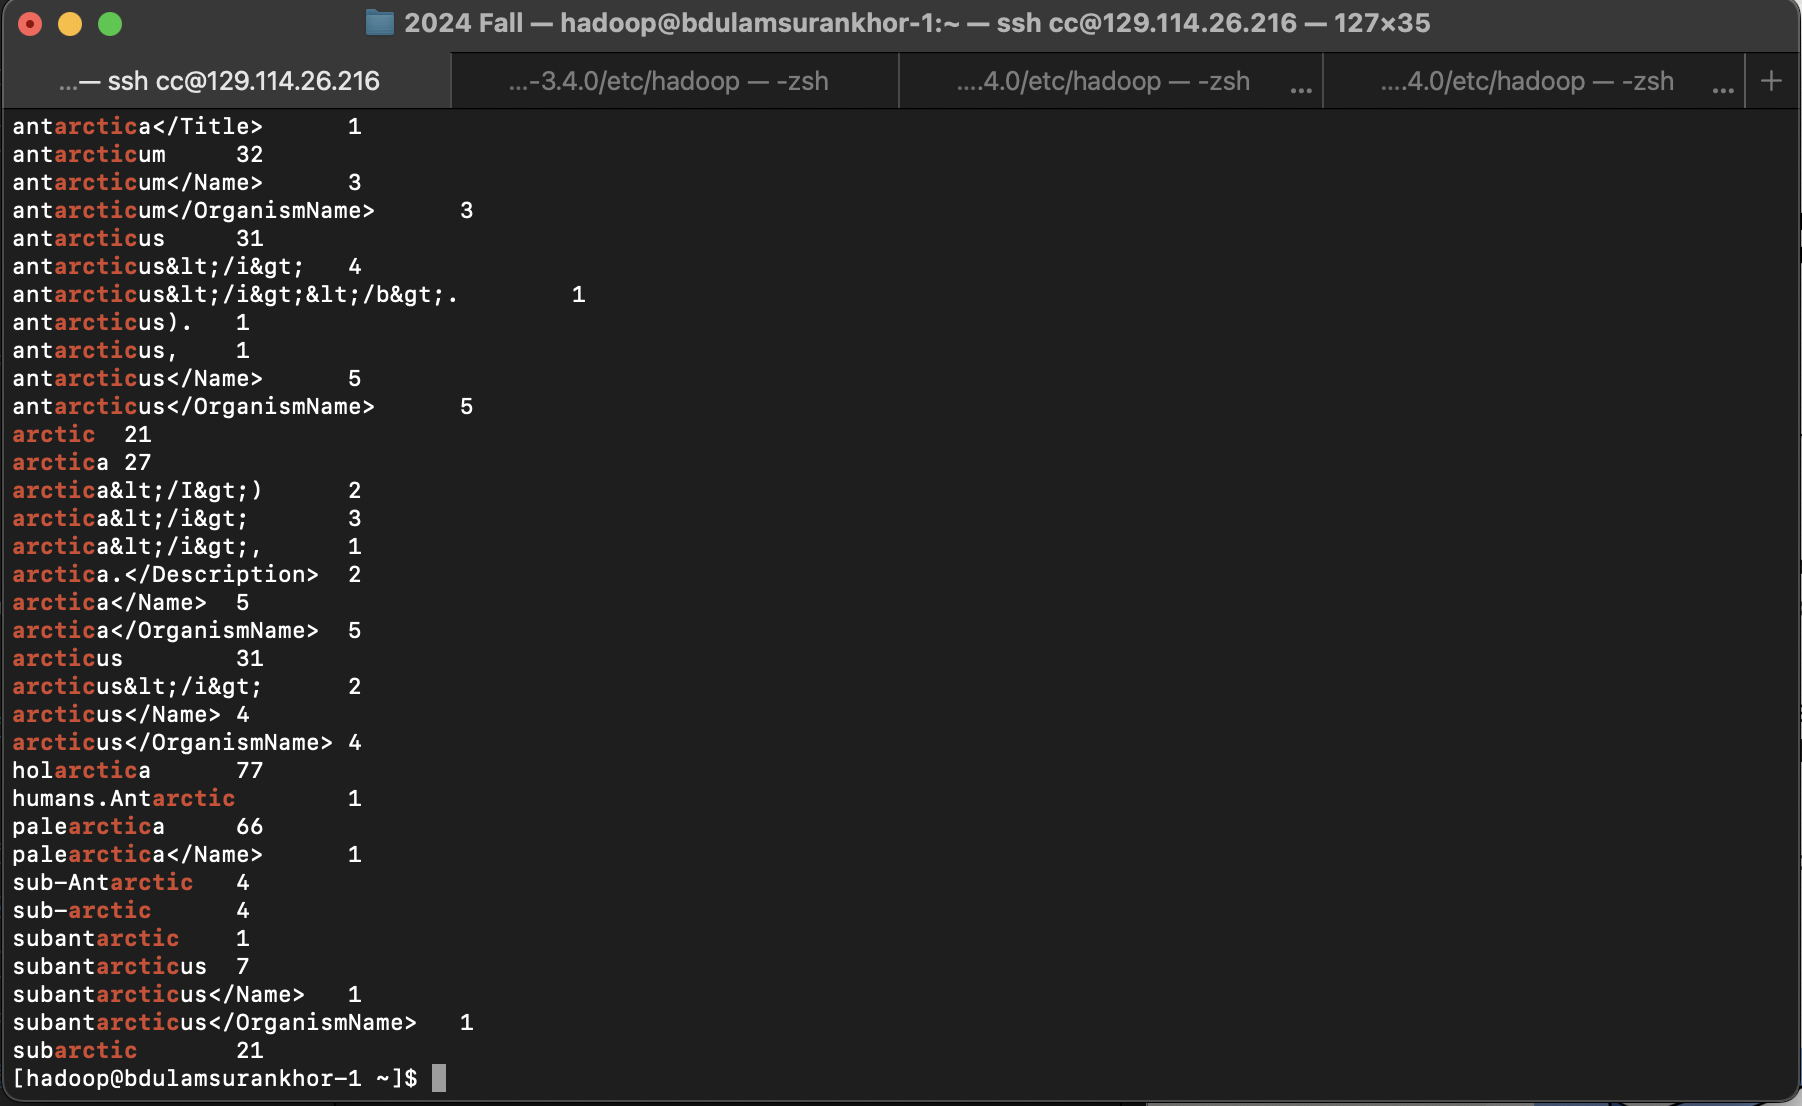 2024 Fall — hadoop@bdulamsurankhor-1:~ — ssh cc@129.114.26.216 — 127×35
...— ssh cc@129.114.26.216 ...-3.4.0/etc/hadoop — -zsh ....4.0/etc/hadoop — -zsh ... ....4.0/etc/hadoop — -zsh ... +
antarctica</Title> 1
antarcticum 32
antarcticum</Name> 3
antarcticum</OrganismName> 3
antarcticus 31
antarcticus&lt;/i&gt; 4
antarcticus&lt;/i&gt;&lt;/b&gt;. 1
antarcticus). 1
antarcticus, 1
antarcticus</Name> 5
antarcticus</OrganismName> 5
arctic 21
arctica 27
arctica&lt;/I&gt;) 2
arctica&lt;/i&gt; 3
arctica&lt;/i&gt;, 1
arctica.</Description> 2
arctica</Name> 5
arctica</OrganismName> 5
arcticus 31
arcticus&lt;/i&gt; 2
arcticus</Name> 4
arcticus</OrganismName> 4
holarctica 77
humans.Antarctic 1
palearctica 66
palearctica</Name> 1
sub-Antarctic 4
sub-arctic 4
subantarctic 1
subantarcticus 7
subantarcticus</Name> 1
subantarcticus</OrganismName> 1
subarctic 21
[hadoop@bdulamsurankhor-1 ~]$